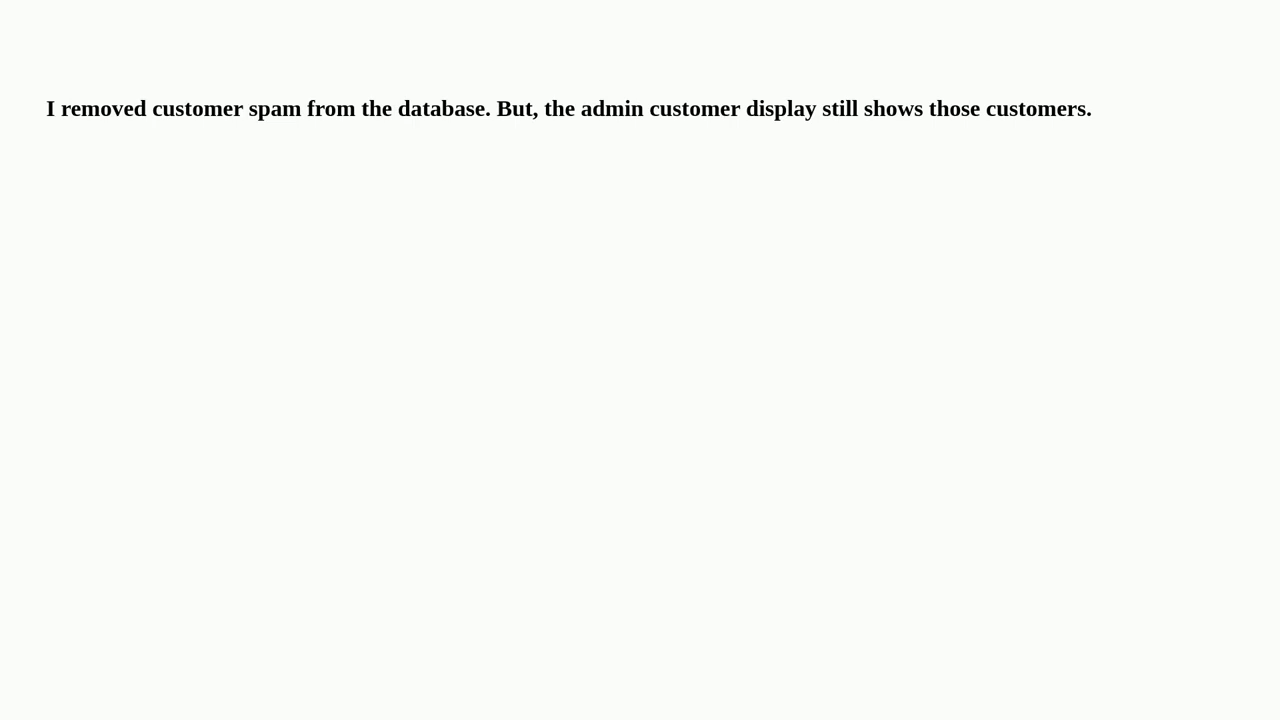 I removed customer spam from the database. But, the admin customer display still shows those customers.